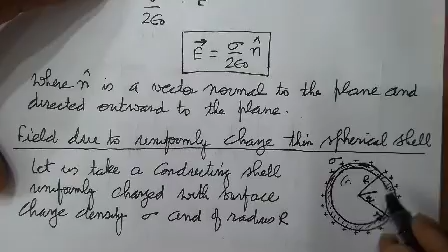 σ
2ε₀
E⃗ = σ/2ε₀ n̂
Where n̂ is a vector normal to the plane and
directed outward to the plane.
Field due to uniformly charge thin spherical shell
Let us take a conducting shell
uniformly charged with surface
charge density σ and of radius R
σ
R